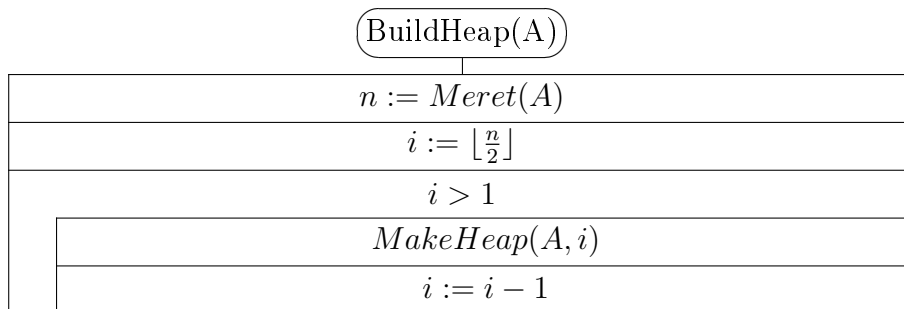 BuildHeap(A)
n := Meret(A)
i := ⌊n/2⌋
i > 1
MakeHeap(A, i)
i := i − 1